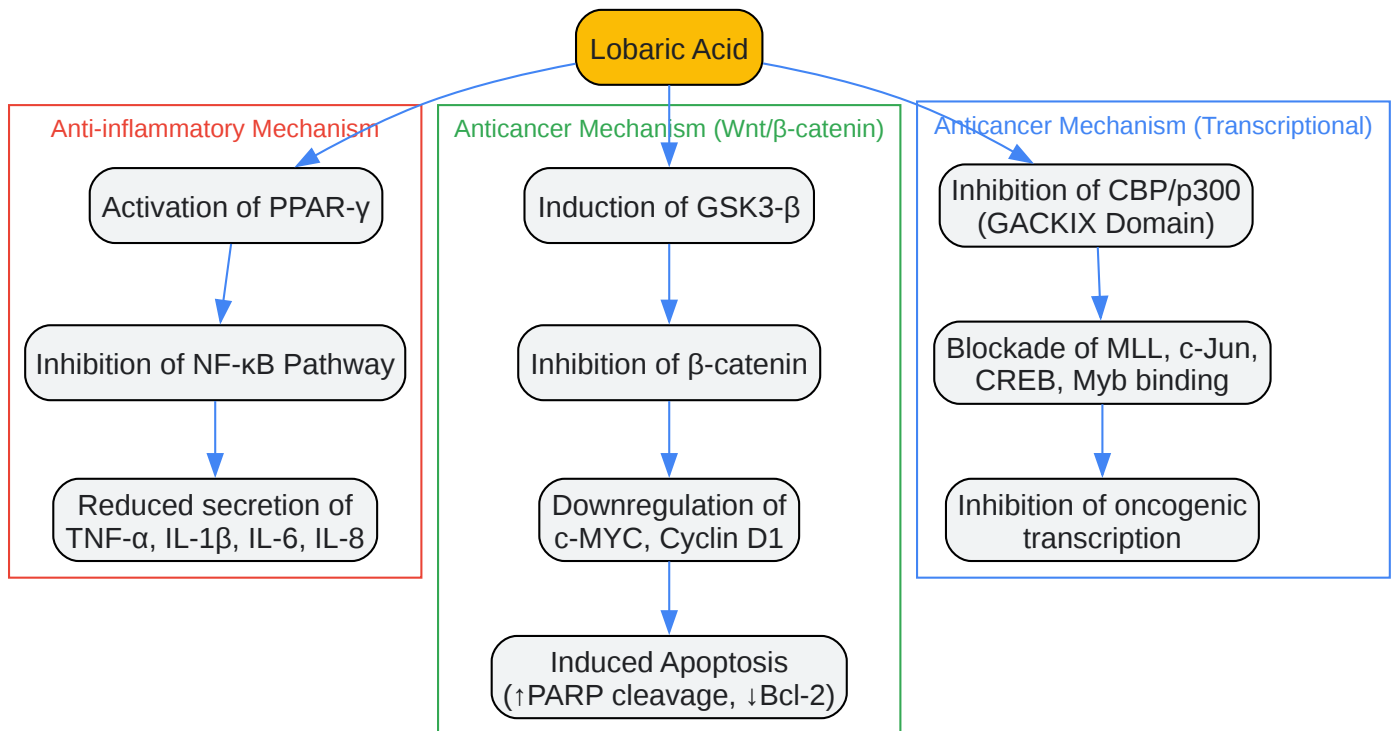 Lobaric Acid
Anti-inflammatory Mechanism
Activation of PPAR-γ
Inhibition of NF-κB Pathway
Reduced secretion of
TNF-α, IL-1β, IL-6, IL-8
Anticancer Mechanism (Wnt/β-catenin)
Induction of GSK3-β
Inhibition of β-catenin
Downregulation of
c-MYC, Cyclin D1
Induced Apoptosis
(↑PARP cleavage, ↓Bcl-2)
Anticancer Mechanism (Transcriptional)
Inhibition of CBP/p300
(GACKIX Domain)
Blockade of MLL, c-Jun,
CREB, Myb binding
Inhibition of oncogenic
transcription